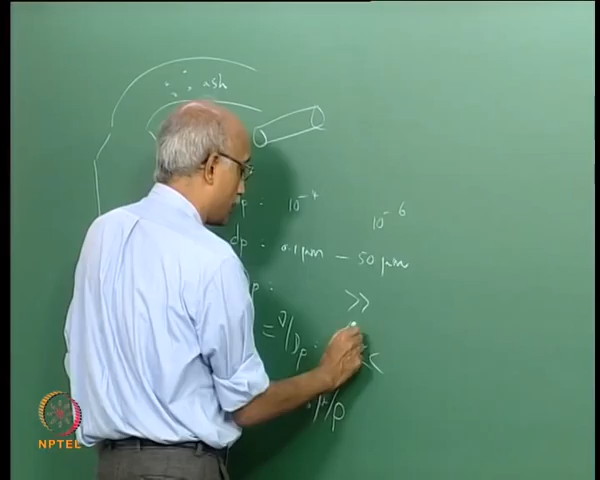 ash
p : 10⁻⁴
10⁻⁶
dp : 0.1 μm — 50 μm
p :
>>
= ν/Dp :
μ/ρ
NPTEL